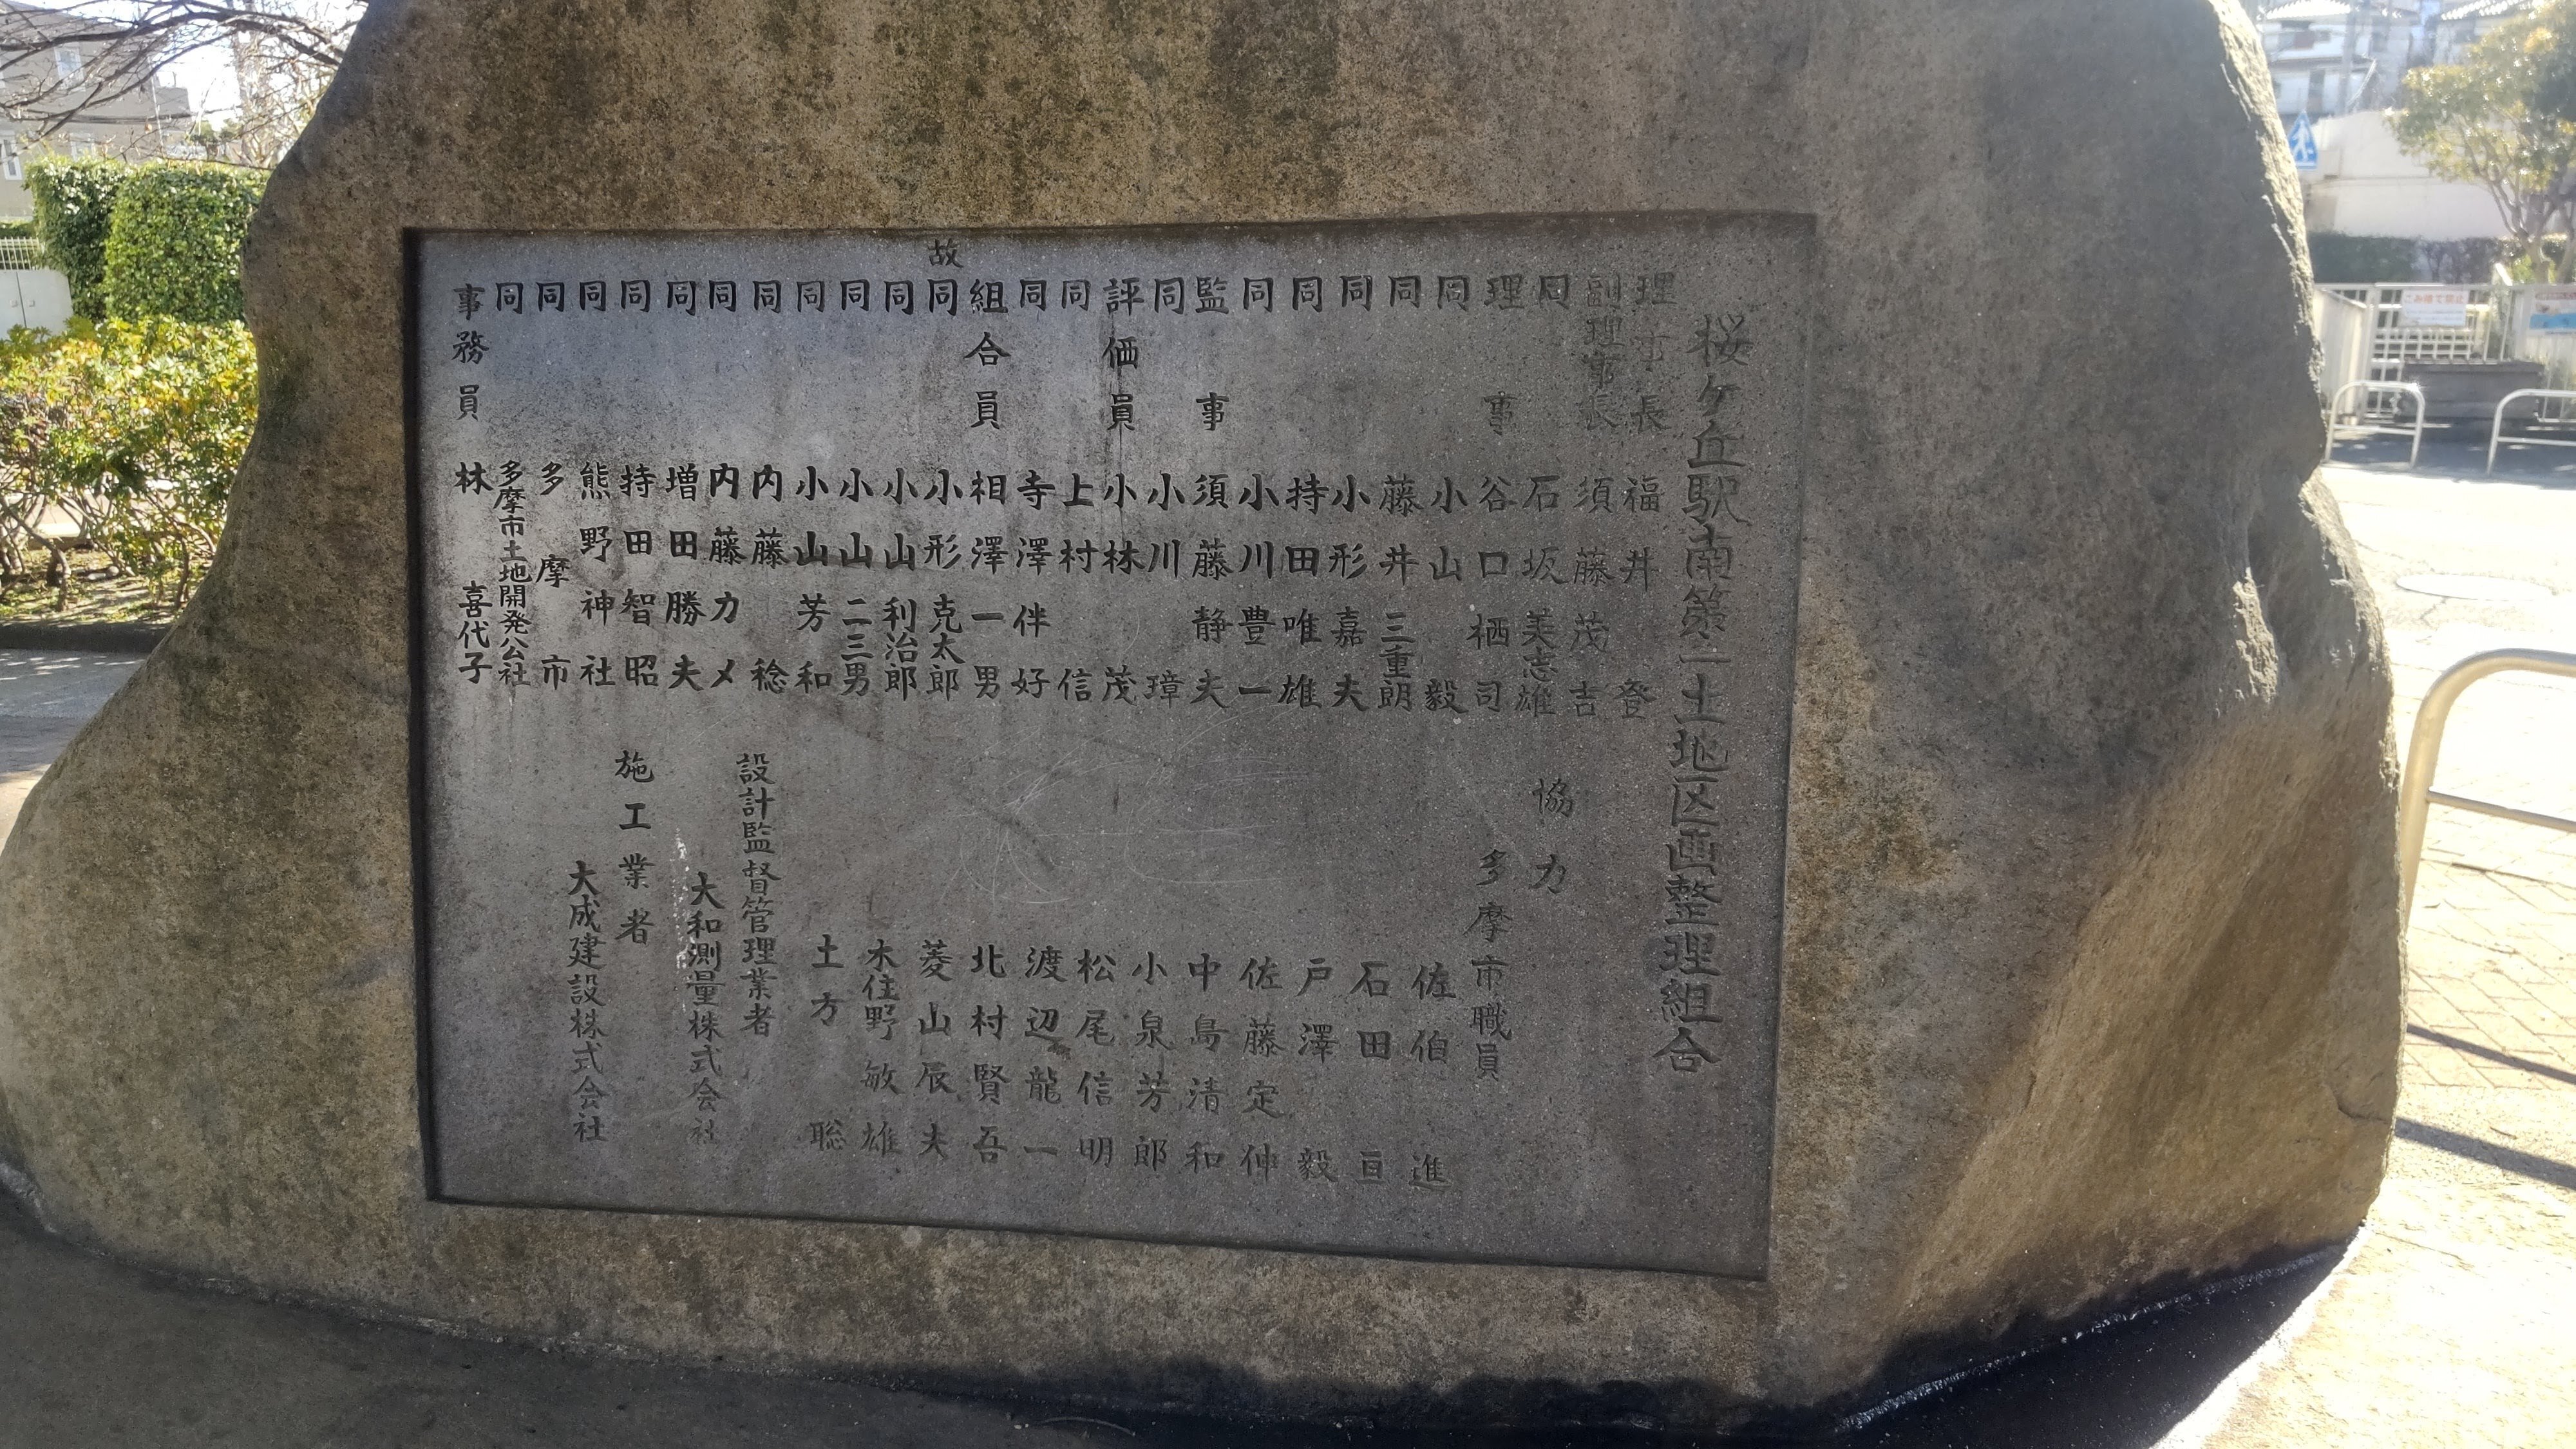 桜ケ丘駅南第二土地区画整理組合
理事長 福井登
副理事長 須藤茂吉
同 石坂美志雄
理事 谷口栖司
同 小山毅
同 藤井三重朗
同 小形嘉夫
同 持田唯雄
同 小川豊一
監事 須藤静夫
同 小川璋
評価員 小林茂
同 上村信
同 寺澤伴好
組合員 相澤一男
故同 小形克太郎
同 小山利治郎
同 小山二三男
同 小山芳和
同 内藤稔
同 内藤力メ
同 増田勝夫
同 持田智昭
同 熊野神社
同 多摩市
同 多摩市土地開発公社
事務員 林喜代子
協力
多摩市職員
佐伯進
石田亘
戸澤毅
佐藤定仲
中島清和
小泉芳郎
松尾信明
渡辺龍一
北村賢吾
菱山辰夫
木住野敏雄
土方聡
設計監督管理業者
大和測量株式会社
施工業者
大成建設株式会社